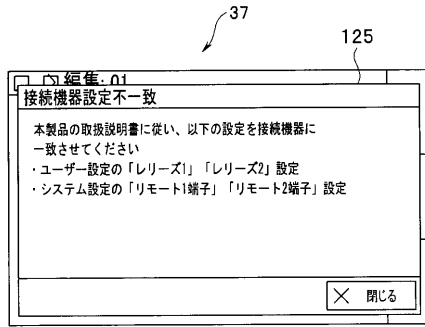 37
125
編集: 01
接続機器設定不一致
本製品の取扱説明書に従い、以下の設定を接続機器に
一致させてください
・ユーザー設定の「レリーズ1」「レリーズ2」設定
・システム設定の「リモート1端子」「リモート2端子」設定
閉じる